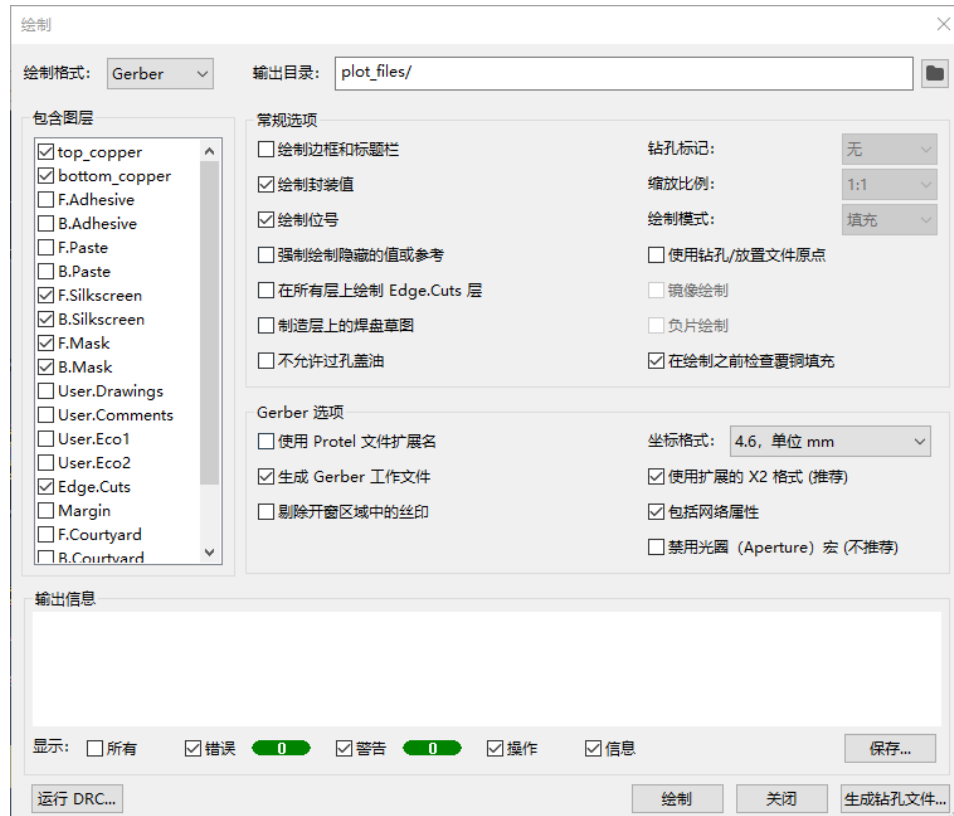 绘制
绘制格式: Gerber 输出目录: plot_files/
包含图层
top_copper
bottom_copper
F.Adhesive
B.Adhesive
F.Paste
B.Paste
F.Silkscreen
B.Silkscreen
F.Mask
B.Mask
User.Drawings
User.Comments
User.Eco1
User.Eco2
Edge.Cuts
Margin
F.Courtyard
B.Courtyard
常规选项
绘制边框和标题栏 钻孔标记: 无
绘制封装值 缩放比例: 1:1
绘制位号 绘制模式: 填充
强制绘制隐藏的值或参考 使用钻孔/放置文件原点
在所有层上绘制 Edge.Cuts 层 镜像绘制
制造层上的焊盘草图 负片绘制
不允许过孔盖油 在绘制之前检查覆铜填充
Gerber 选项
使用 Protel 文件扩展名 坐标格式: 4.6，单位 mm
生成 Gerber 工作文件 使用扩展的 X2 格式 (推荐)
剔除开窗区域中的丝印 包括网络属性
禁用光圈（Aperture）宏 (不推荐)
输出信息
显示: 所有 错误 0 警告 0 操作 信息 保存...
运行 DRC... 绘制 关闭 生成钻孔文件...